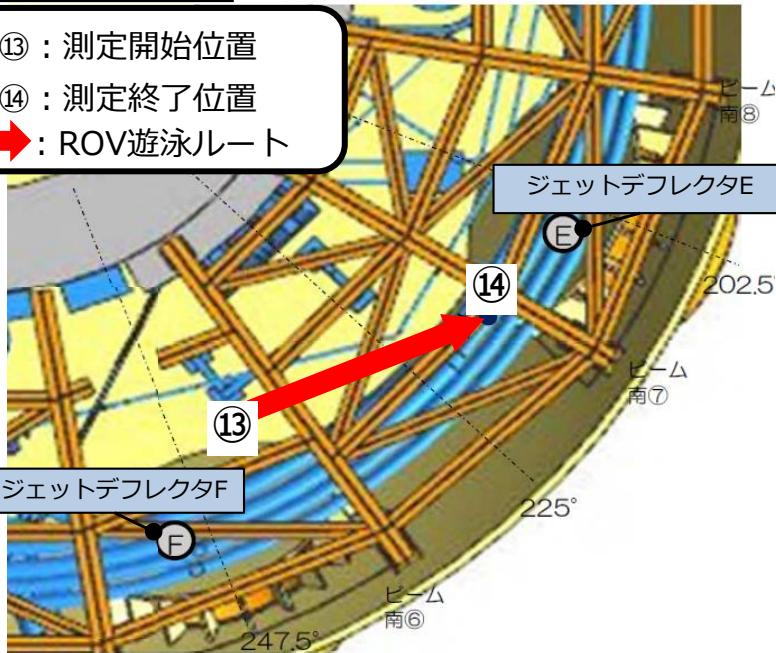 ⑬：測定開始位置
⑭：測定終了位置
：ROV遊泳ルート
ビーム
南⑧
ジェットデフレクタE
E
202.5°
⑭
ビーム
南⑦
⑬
ジェットデフレクタF
225°
F
ビーム
南⑥
247.5°